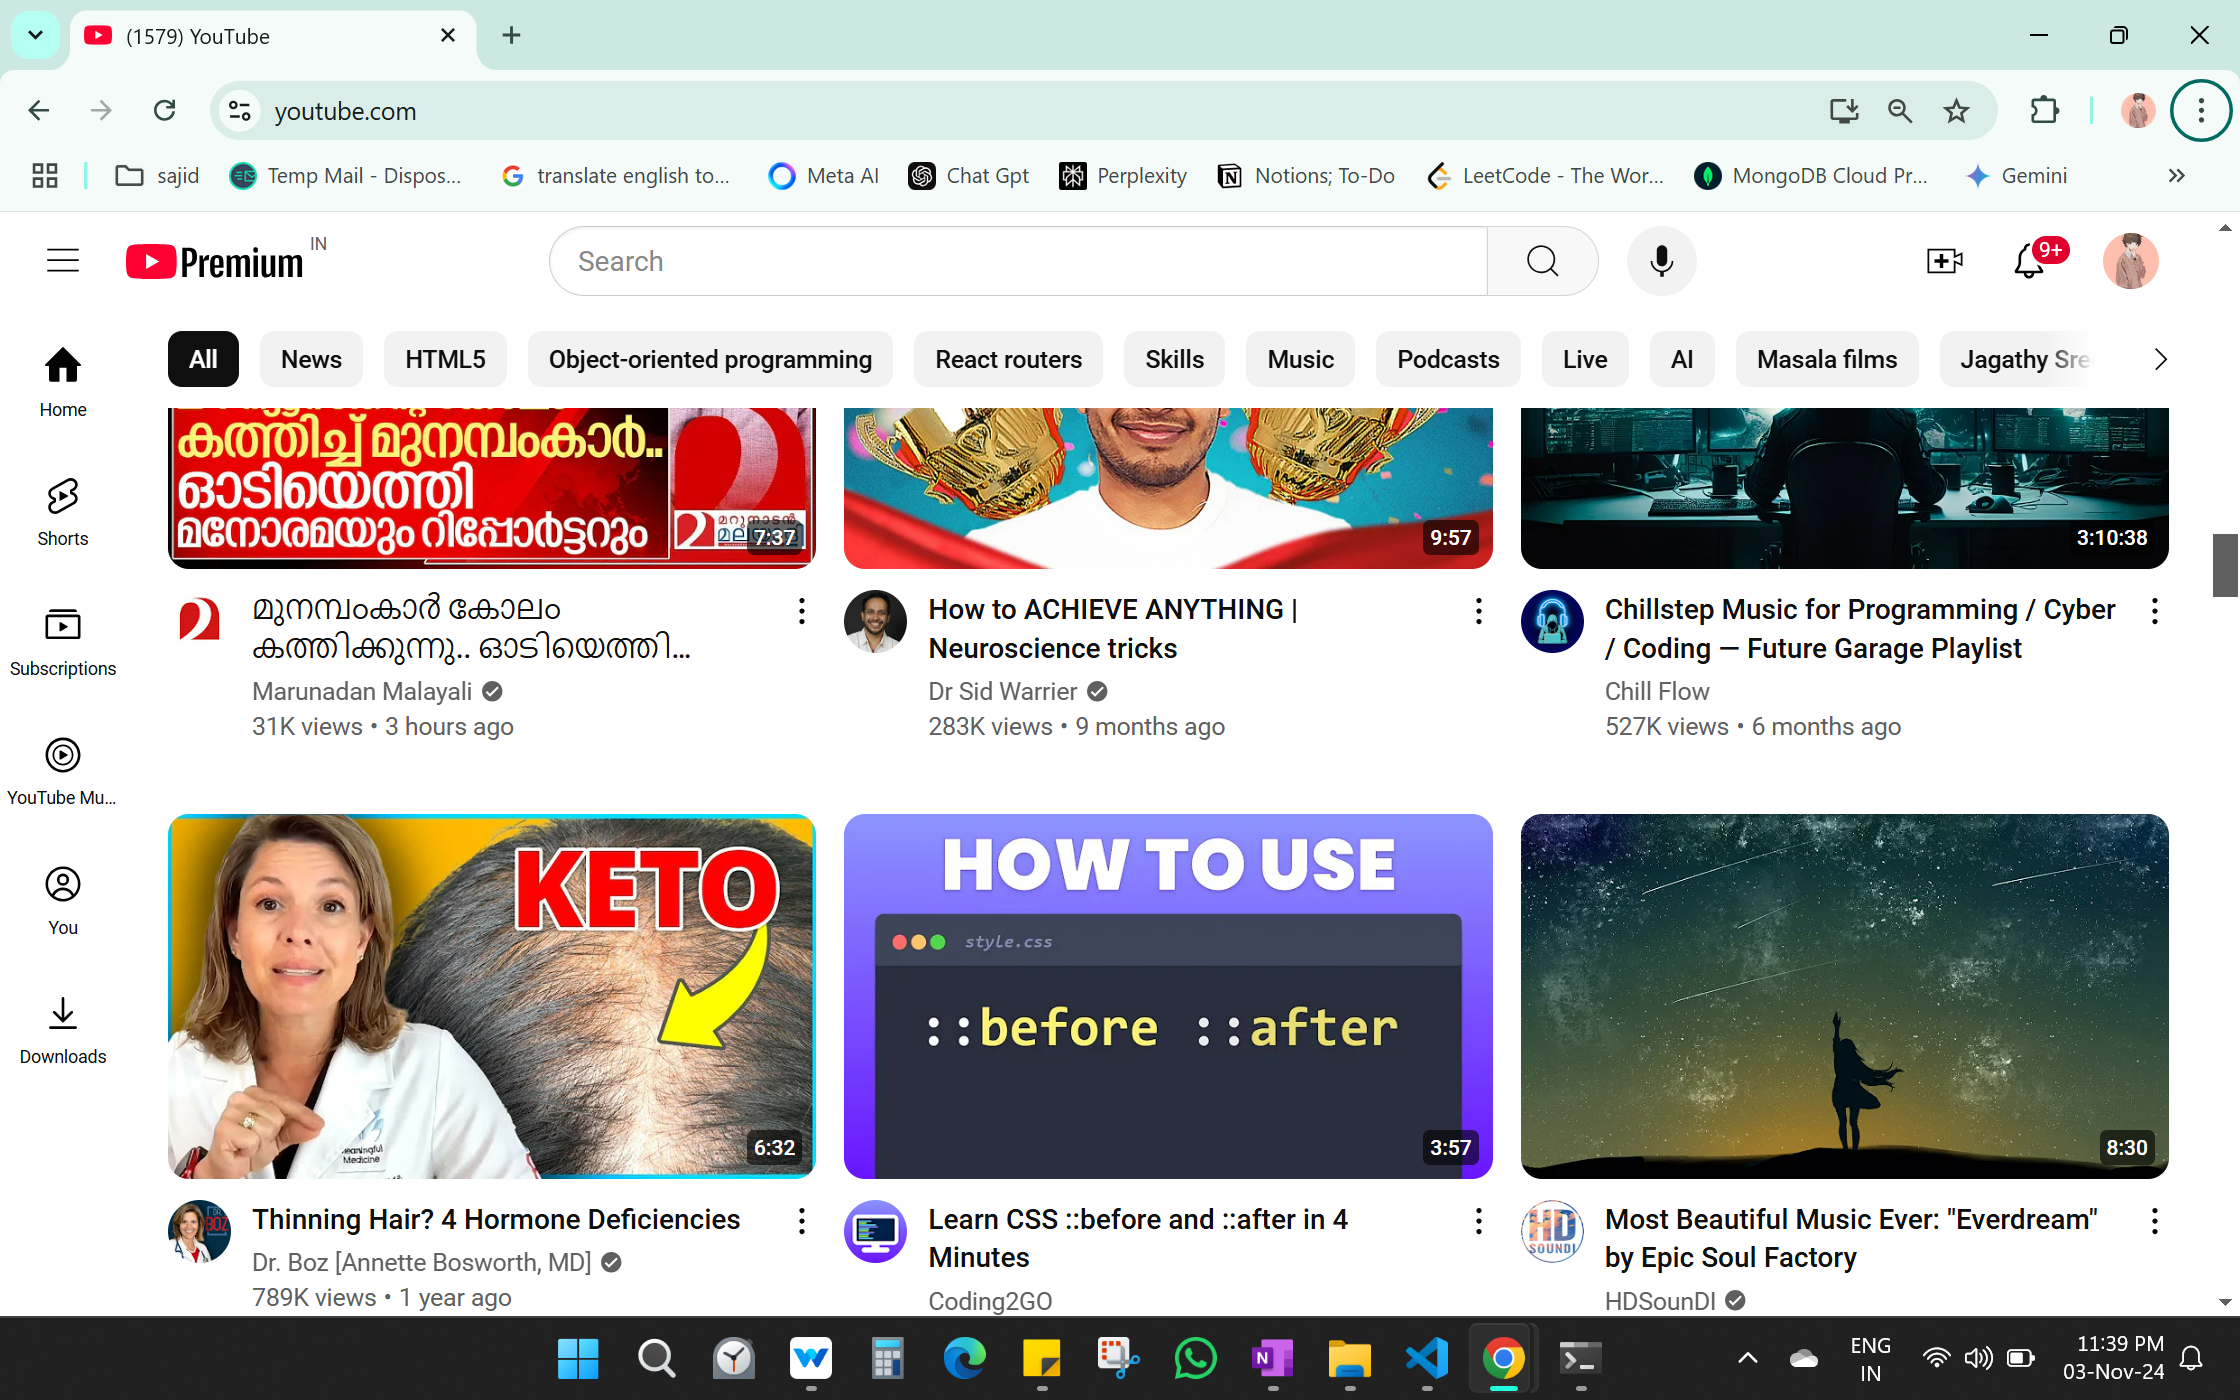 (1579) YouTube
youtube.com
sajid
Temp Mail - Dispos...
translate english to...
Meta AI
Chat Gpt
Perplexity
Notions; To-Do
LeetCode - The Wor...
MongoDB Cloud Pr...
Gemini
Premium IN
Search
9+
All
News
HTML5
Object-oriented programming
React routers
Skills
Music
Podcasts
Live
AI
Masala films
Jagathy Sre
Home
Shorts
Subscriptions
YouTube Mu...
You
Downloads
കത്തിച്ച് മുനമ്പംകാർ..
ഓടിയെത്തി
മനോരമയും റിപ്പോർട്ടറും
മറുനാടൻ
7:37
9:57
3:10:38
മുനമ്പംകാർ കോലം
കത്തിക്കുന്നു.. ഓടിയെത്തി...
Marunadan Malayali
31K views • 3 hours ago
How to ACHIEVE ANYTHING |
Neuroscience tricks
Dr Sid Warrier
283K views • 9 months ago
Chillstep Music for Programming / Cyber
/ Coding — Future Garage Playlist
Chill Flow
527K views • 6 months ago
KETO
Meaningful
Medicine
6:32
HOW TO USE
style.css
::before ::after
3:57
8:30
DR. BOZ
Thinning Hair? 4 Hormone Deficiencies
Dr. Boz [Annette Bosworth, MD]
789K views • 1 year ago
Learn CSS ::before and ::after in 4
Minutes
Coding2GO
HD
SOUNDI
Most Beautiful Music Ever: "Everdream"
by Epic Soul Factory
HDSounDI
ENG
IN
11:39 PM
03-Nov-24